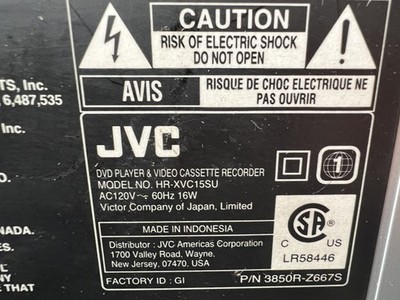 CAUTION
RISK OF ELECTRIC SHOCK
DO NOT OPEN
AVIS
RISQUE DE CHOC ELECTRIQUE NE
PAS OUVRIR
TS, Inc.
6,487,535
Inc.
D.
NADA.
JVC
DVD PLAYER & VIDEO CASSETTE RECORDER
MODEL NO. HR-XVC15SU
AC120V~ 60Hz 16W
Victor Company of Japan, Limited
1
MADE IN INDONESIA
Distributor : JVC Americas Corporation
1700 Valley Road, Wayne,
New Jersey, 07470. USA
FACTORY ID : GI
CSA
C US
LR58446
P/N 3850R-Z667S